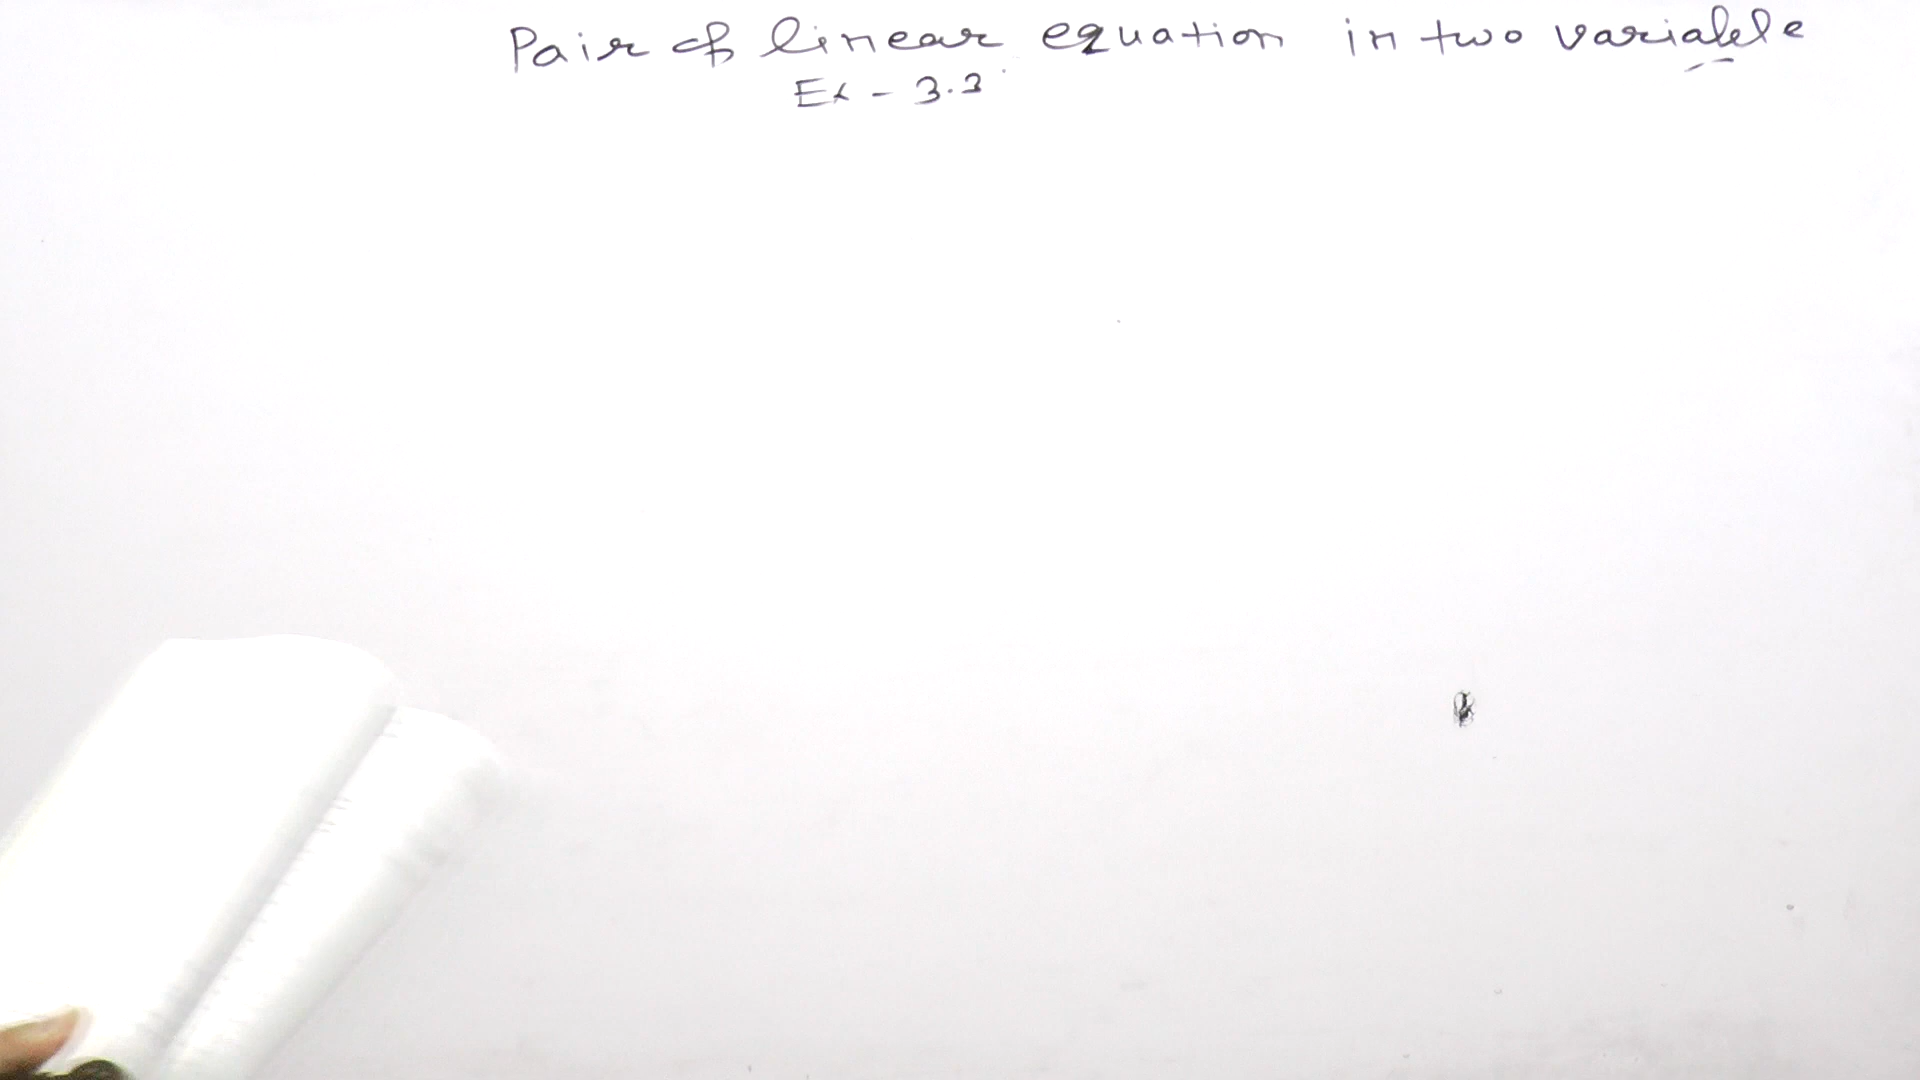 Pair of linear equation in two variable
Ex - 3.3